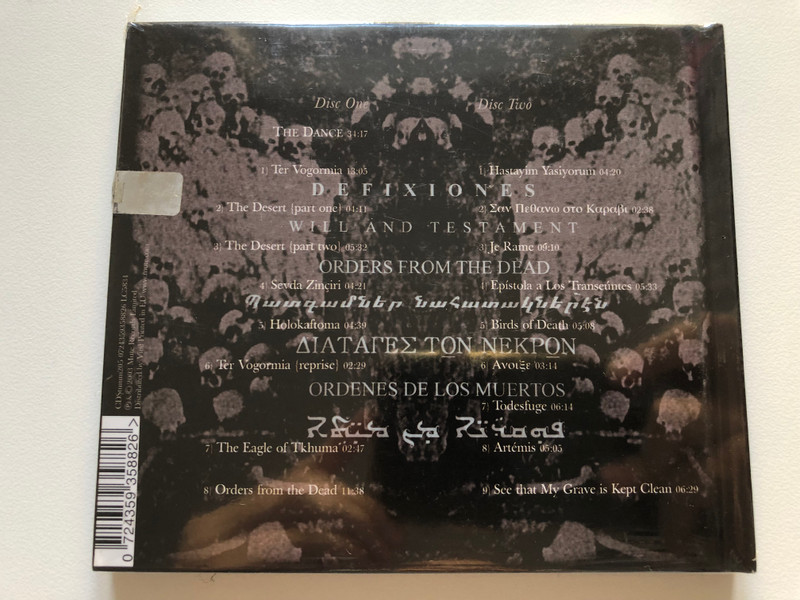 Disc One
Disc Two
THE DANCE 34:17
1} Ter Vogormia 13:05
1} Hastayim Yasiyorum 04:20
DEFIXIONES
2} The Desert {part one} 04:11
2} Σαν Πεθανω στο Καραβι 02:38
WILL AND TESTAMENT
3} The Desert {part two} 05:32
3} Je Rame 09:10
ORDERS FROM THE DEAD
4} Sevda Zinçiri 04:21
4} Epistola a Los Transeúntes 05:33
Պատգամներ նահատակներէն
5} Holokaftoma 04:39
5} Birds of Death 05:08
ΔΙΑΤΑΓΕΣ ΤΩΝ ΝΕΚΡΩΝ
6} Ter Vogormia {reprise} 02:29
6} Ανοιξε 03:14
ORDENES DE LOS MUERTOS
7} Todesfuge 06:14
7} The Eagle of Tkhuma 02:47
8} Artémis 05:05
8} Orders from the Dead 11:38
9} See that My Grave is Kept Clean 06:29
0 724359 358826 >